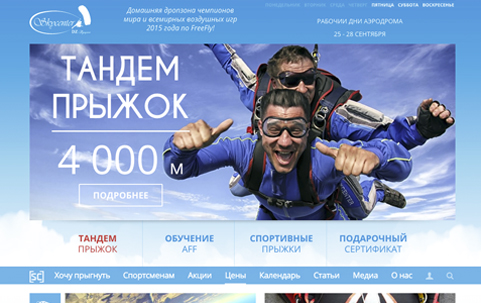 Skycenter
Домашняя дропзона чемпионов
мира и всемирных воздушных игр
2015 года по FreeFly!
ПОНЕДЕЛЬНИК ВТОРНИК СРЕДА ЧЕТВЕРГ ПЯТНИЦА СУББОТА ВОСКРЕСЕНЬЕ
РАБОЧИИ ДНИ АЭРОДРОМА
25 - 28 СЕНТЯБРЯ
ТАНДЕМ
ПРЫЖОК
4 000 м
ПОДРОБНЕЕ
ТАНДЕМ
ПРЫЖОК
ОБУЧЕНИЕ
AFF
СПОРТИВНЫЕ
ПРЫЖКИ
ПОДАРОЧНЫЙ
СЕРТИФИКАТ
[sc] Хочу прыгнуть Спортсменам Акции Цены Календарь Статьи Медиа О нас